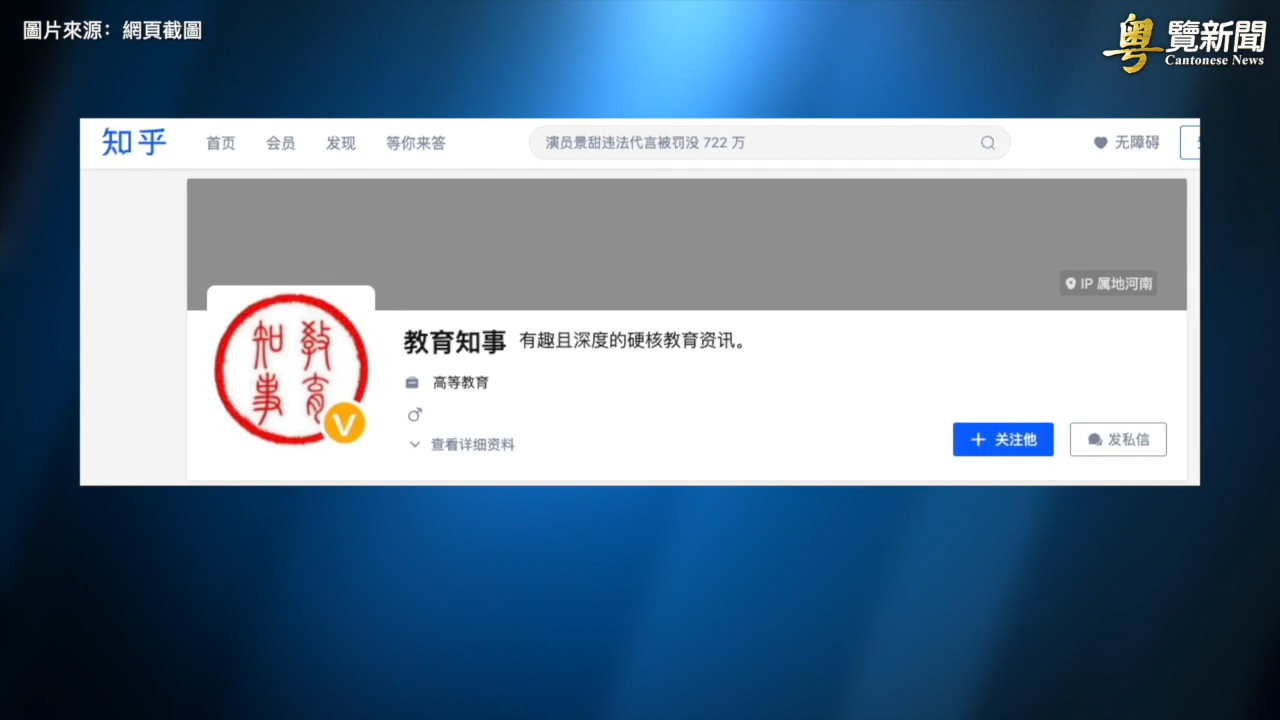 圖片來源：網頁截圖
粵覽新聞
Cantonese News
知乎 首页 会员 发现 等你来答 演员景甜违法代言被罚没 722 万 无障碍
IP 属地河南
教育知事
V
教育知事 有趣且深度的硬核教育资讯。
高等教育
查看详细资料
关注他 发私信